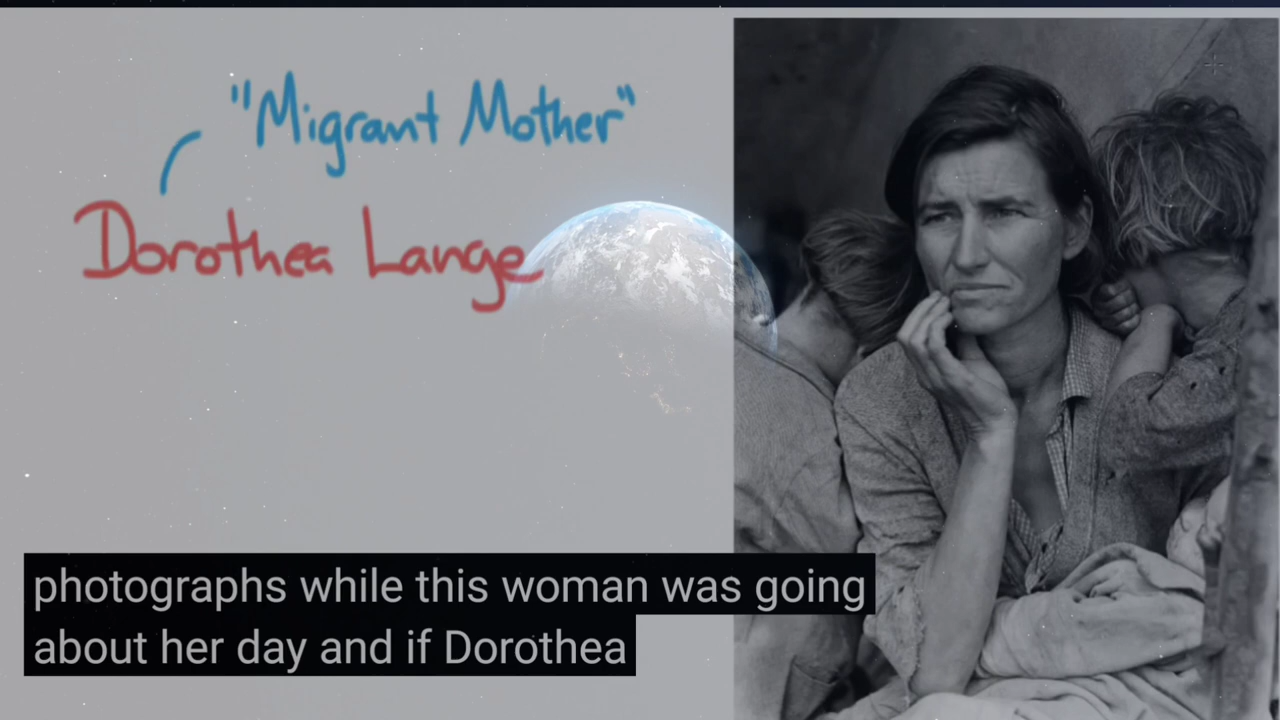 "Migrant Mother"
Dorothea Lange
photographs while this woman was going
about her day and if Dorothea